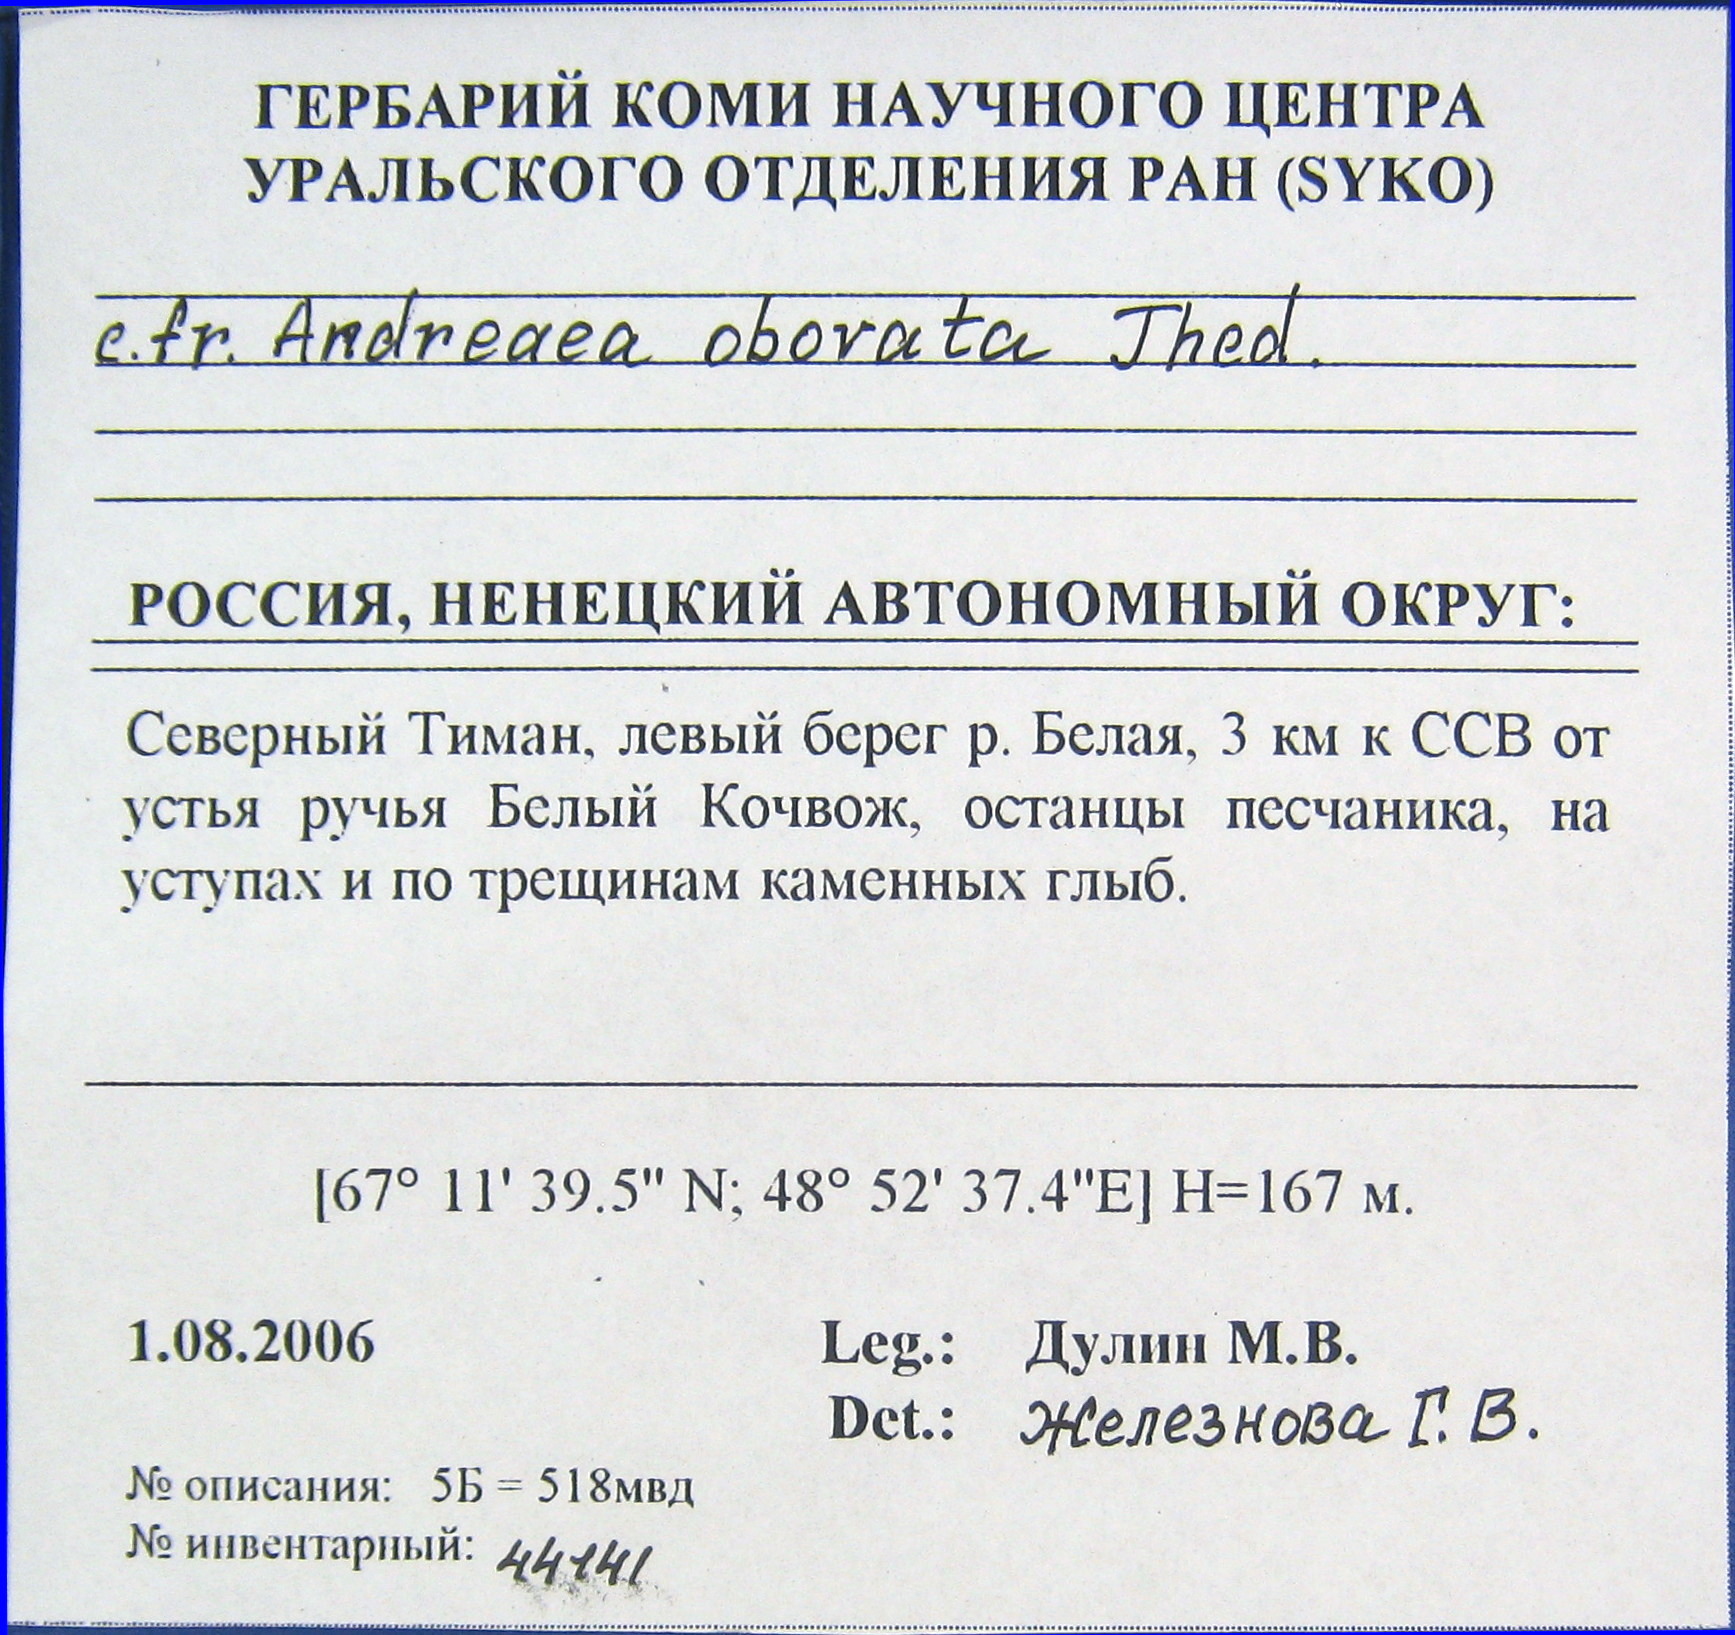 ГЕРБАРИЙ КОМИ НАУЧНОГО ЦЕНТРА
УРАЛЬСКОГО ОТДЕЛЕНИЯ РАН (SYKO)
c.fr. Andreaea obovata Thed.
РОССИЯ, НЕНЕЦКИЙ АВТОНОМНЫЙ ОКРУГ:
Северный Тиман, левый берег р. Белая, 3 км к ССВ от
устья ручья Белый Кочвож, останцы песчаника, на
уступах и по трещинам каменных глыб.
[67° 11' 39.5" N; 48° 52' 37.4"E] H=167 м.
1.08.2006 Leg.: Дулин М.В.
Det.: Железнова Г. В.
№ описания: 5Б = 518мвд
№ инвентарный: 44141